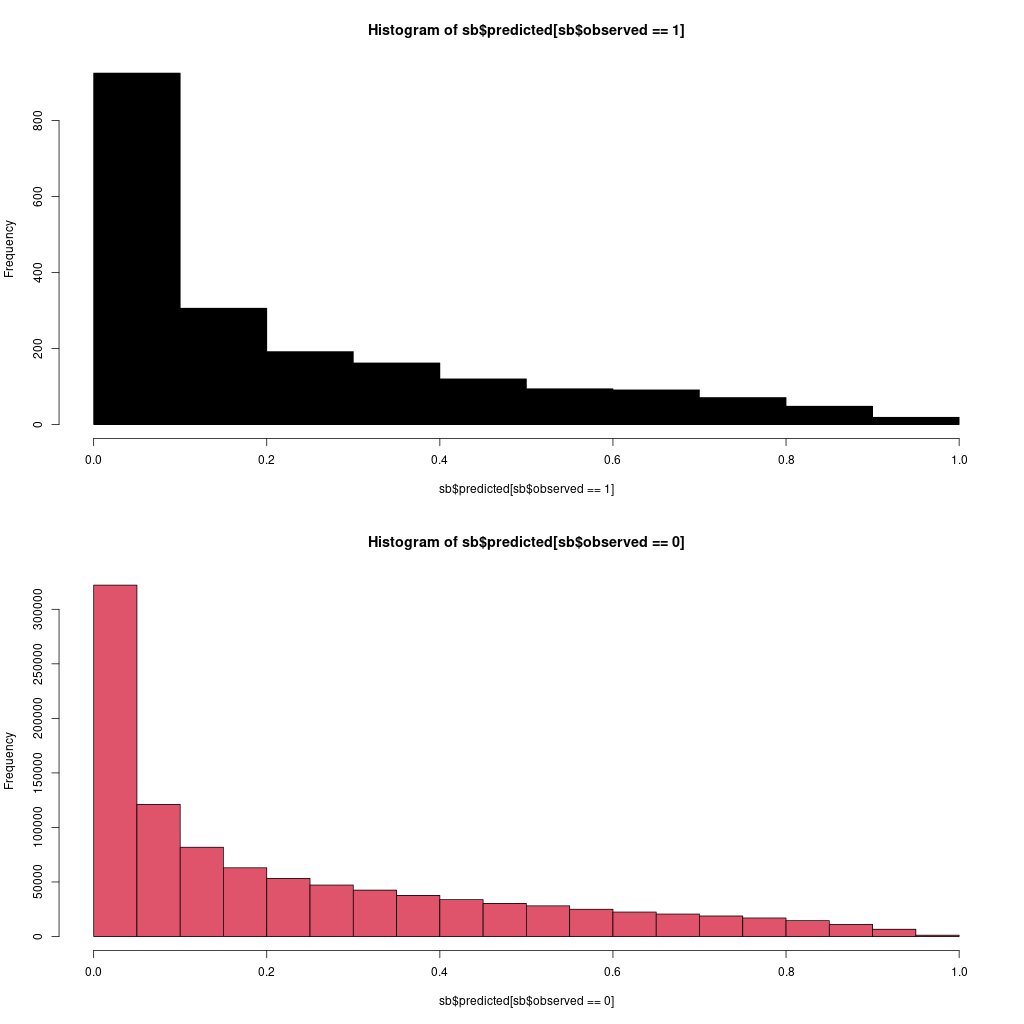 Histogram of sb$predicted[sb$observed == 1]
Frequency
800
600
400
200
0
0.0 0.2 0.4 0.6 0.8 1.0
sb$predicted[sb$observed == 1]
Histogram of sb$predicted[sb$observed == 0]
Frequency
300000
250000
200000
150000
100000
50000
0
0.0 0.2 0.4 0.6 0.8 1.0
sb$predicted[sb$observed == 0]